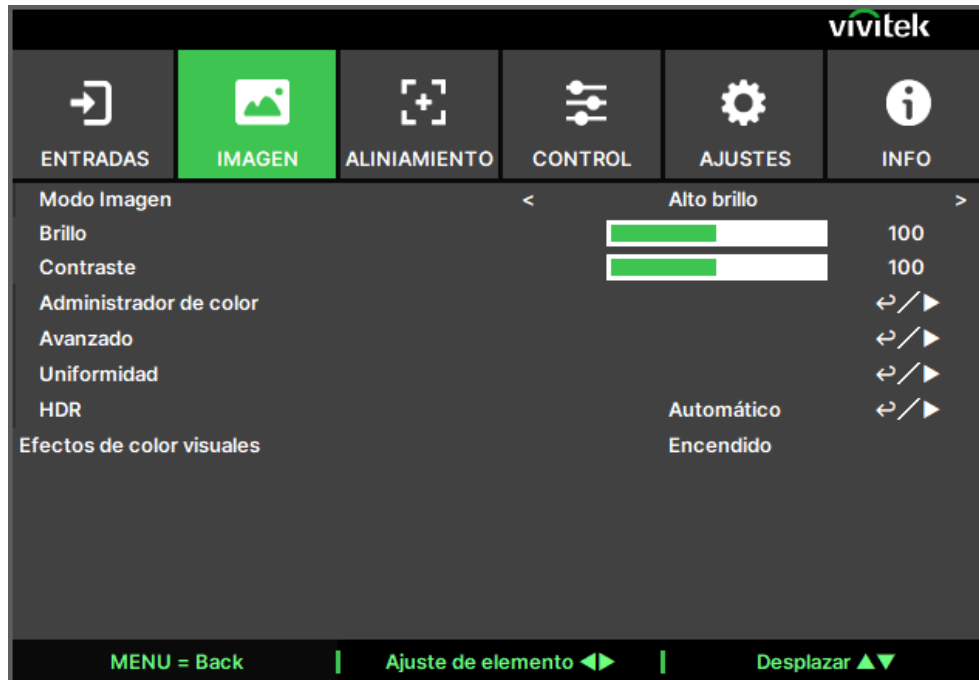 vivitek
ENTRADAS IMAGEN ALINIAMIENTO CONTROL AJUSTES INFO
Modo Imagen < Alto brillo >
Brillo 100
Contraste 100
Administrador de color
Avanzado
Uniformidad
HDR Automático
Efectos de color visuales Encendido
MENU = Back Ajuste de elemento ◀▶ Desplazar ▲▼